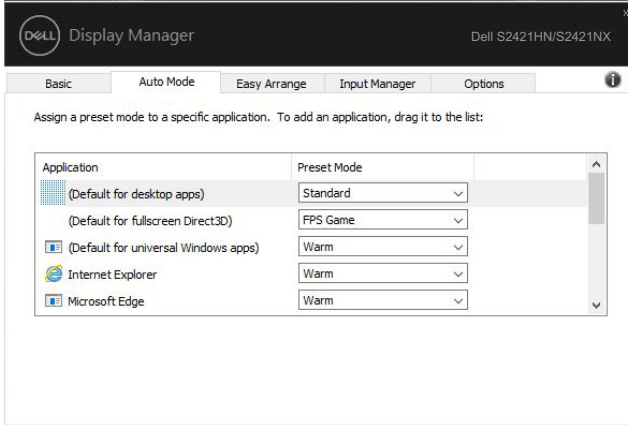 DELL Display Manager Dell S2421HN/S2421NX
Basic Auto Mode Easy Arrange Input Manager Options
Assign a preset mode to a specific application. To add an application, drag it to the list:
Application Preset Mode
(Default for desktop apps) Standard
(Default for fullscreen Direct3D) FPS Game
(Default for universal Windows apps) Warm
Internet Explorer Warm
Microsoft Edge Warm